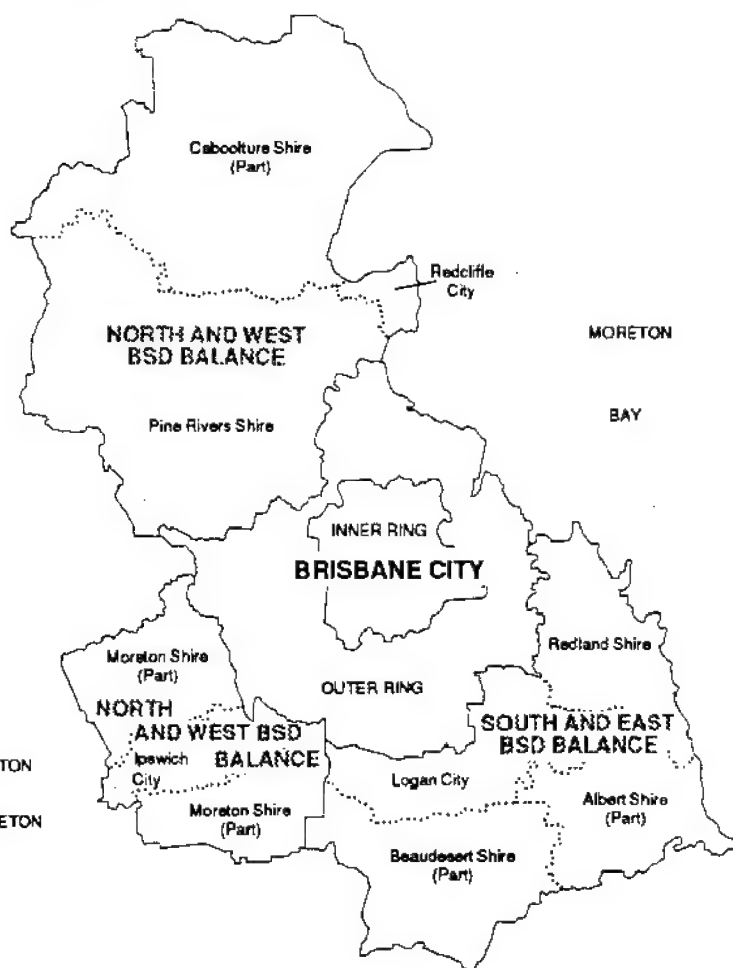 Caboolture Shire
(Part)
Redcliffe
City
NORTH AND WEST
BSD BALANCE
MORETON
BAY
Pine Rivers Shire
INNER RING
BRISBANE CITY
Moreton Shire
(Part)
Redland Shire
OUTER RING
NORTH
AND WEST BSD
BALANCE
SOUTH AND EAST
BSD BALANCE
TON
Ipswich
City
Logan City
ETON
Moreton Shire
(Part)
Albert Shire
(Part)
Beaudesert Shire
(Part)